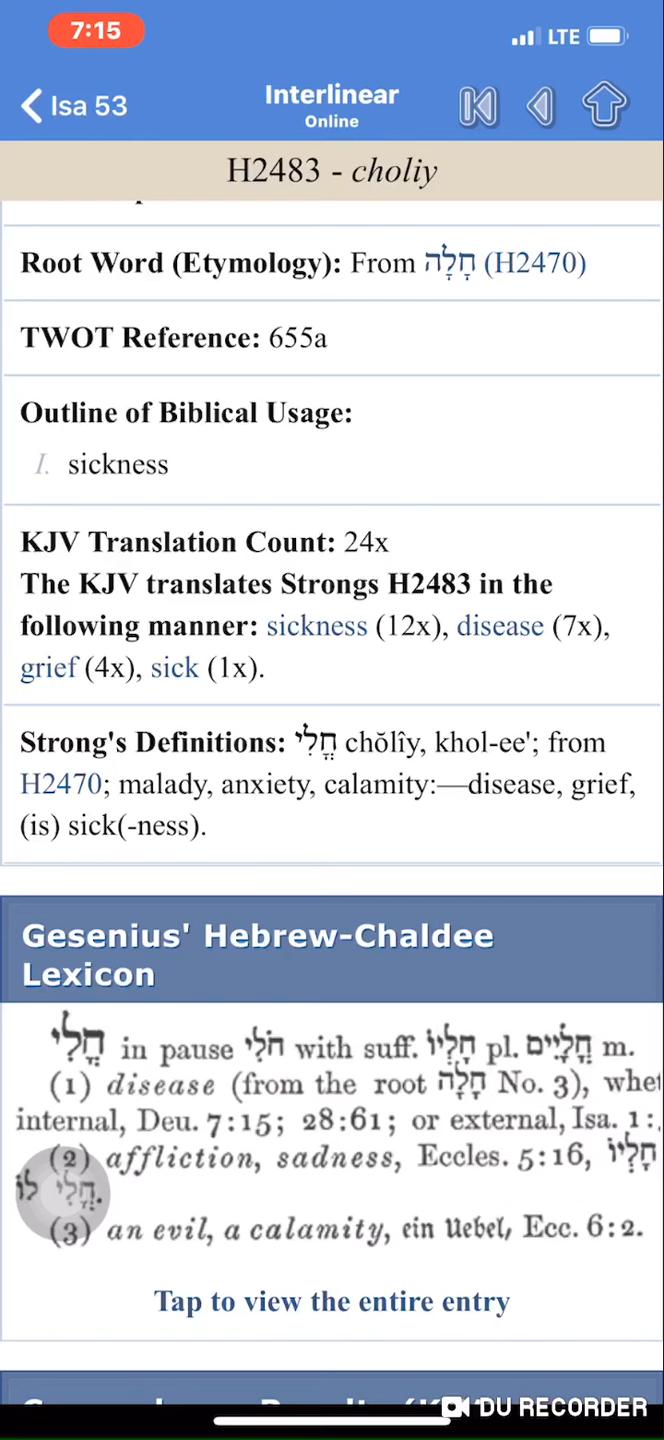 7:15
LTE
Isa 53
Interlinear
Online
H2483 - choliy
Root Word (Etymology): From חָלָה (H2470)
TWOT Reference: 655a
Outline of Biblical Usage:
I. sickness
KJV Translation Count: 24x
The KJV translates Strongs H2483 in the
following manner: sickness (12x), disease (7x),
grief (4x), sick (1x).
Strong's Definitions: חֳלִי chŏlîy, khol-ee'; from
H2470; malady, anxiety, calamity:—disease, grief,
(is) sick(-ness).
Gesenius' Hebrew-Chaldee
Lexicon
חֳלִי in pause חֹלִי with suff. חָלְיוֹ pl. חֳלָיִים m.
(1) disease (from the root חָלָה No. 3),
internal, Deu. 7:15; 28:61; or external, Isa. 1:
(2) affliction, sadness, Eccles. 5:16, חָלְיוֹ
חֳלִי לוֹ.
(3) an evil, a calamity, ein Uebel, Ecc. 6:2.
Tap to view the entire entry
DU RECORDER